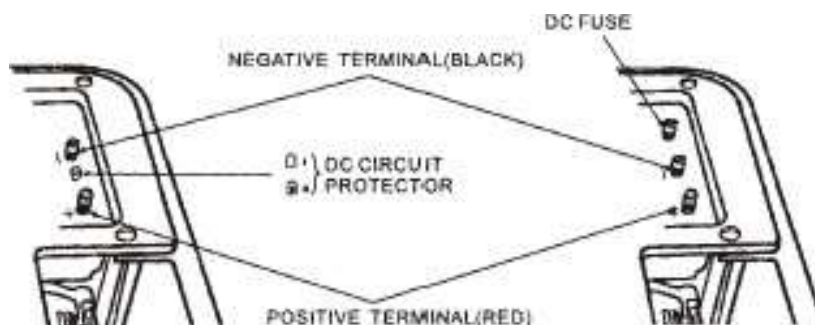 DC FUSE
NEGATIVE TERMINAL(BLACK)
DC CIRCUIT
PROTECTOR
POSITIVE TERMINAL(RED)